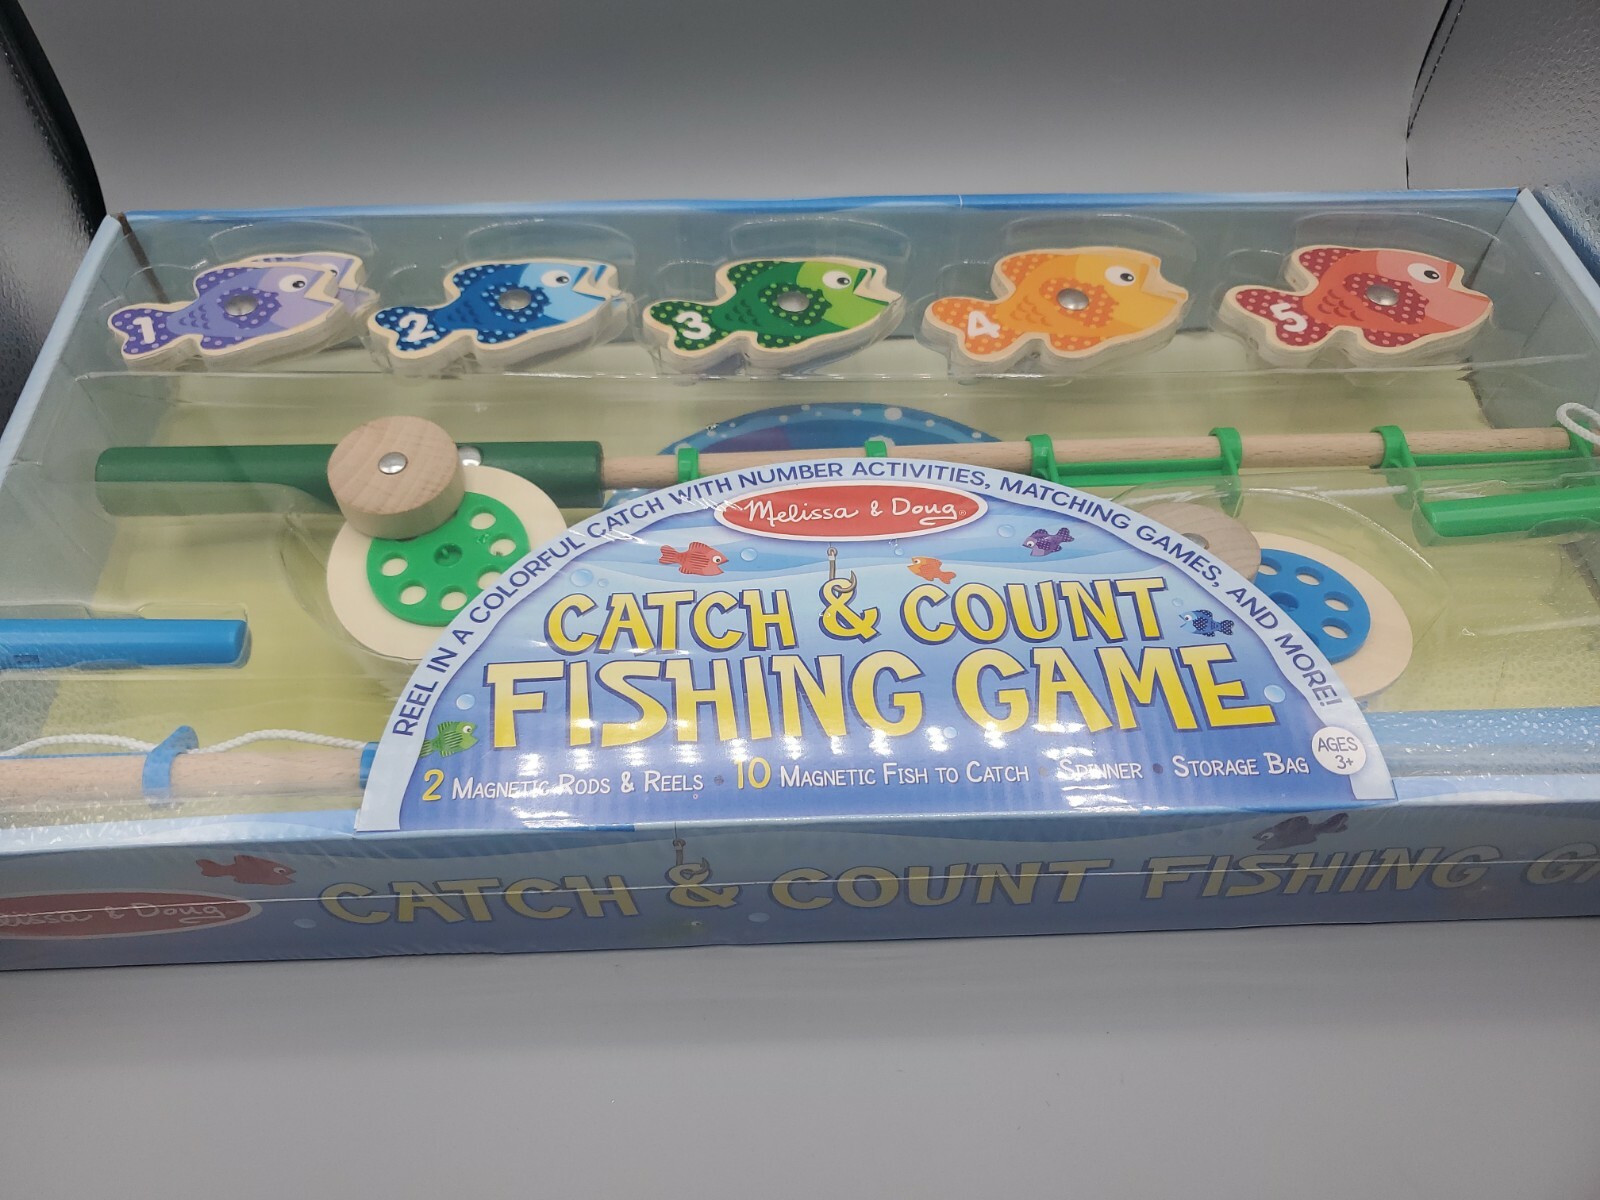 1
2
3
4
5
REEL IN A COLORFUL CATCH WITH NUMBER ACTIVITIES, MATCHING GAMES, AND MORE!
Melissa & Doug®
CATCH & COUNT
FISHING GAME
2 MAGNETIC RODS & REELS • 10 MAGNETIC FISH TO CATCH • SPINNER • STORAGE BAG
AGES
3+
Melissa & Doug
CATCH & COUNT FISHING GA